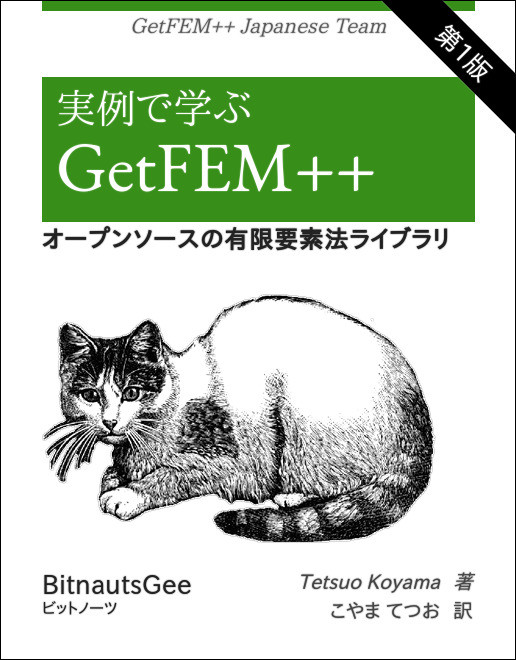 GetFEM++ Japanese Team
第1版
実例で学ぶ
GetFEM++
オープンソースの有限要素法ライブラリ
BitnautsGee
ビットノーツ
Tetsuo Koyama 著
こやま てつお 訳